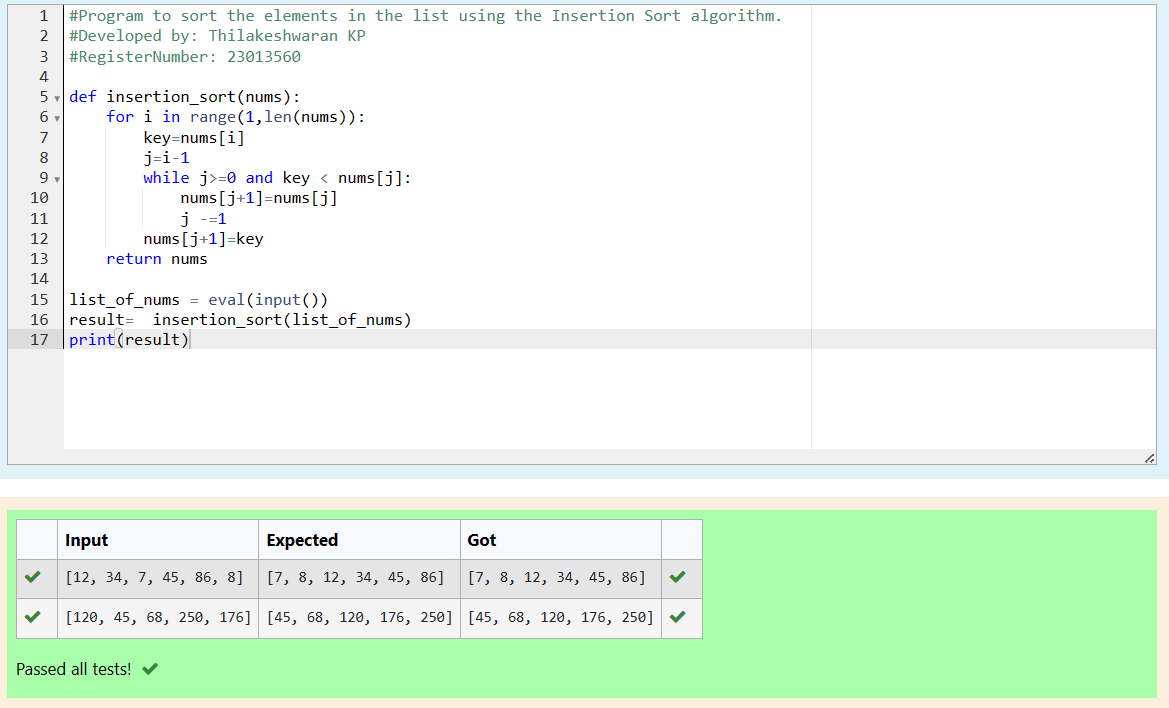 1 #Program to sort the elements in the list using the Insertion Sort algorithm.
2 #Developed by: Thilakeshwaran KP
3 #RegisterNumber: 23013560
4
5 def insertion_sort(nums):
6     for i in range(1,len(nums)):
7         key=nums[i]
8         j=i-1
9         while j>=0 and key < nums[j]:
10             nums[j+1]=nums[j]
11             j -=1
12         nums[j+1]=key
13     return nums
14
15 list_of_nums = eval(input())
16 result=  insertion_sort(list_of_nums)
17 print(result)
Input Expected Got
[12, 34, 7, 45, 86, 8] [7, 8, 12, 34, 45, 86] [7, 8, 12, 34, 45, 86]
[120, 45, 68, 250, 176] [45, 68, 120, 176, 250] [45, 68, 120, 176, 250]
Passed all tests!